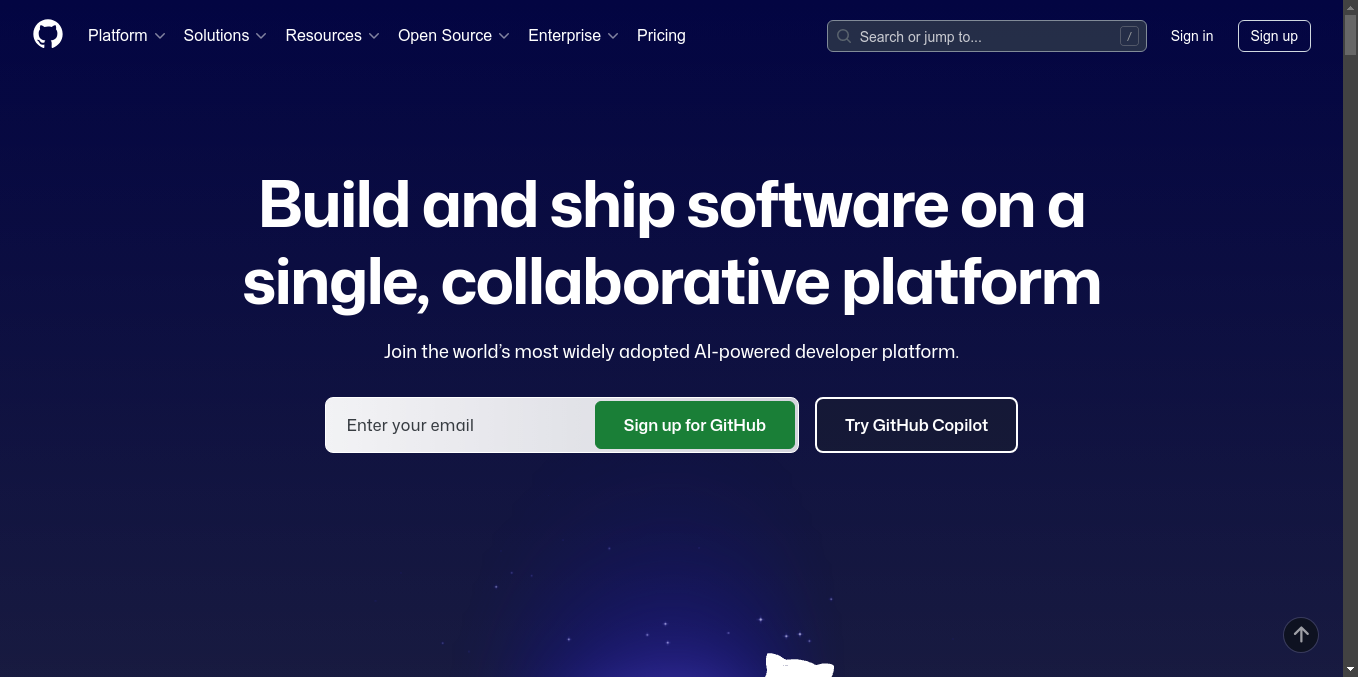 Platform
Solutions
Resources
Open Source
Enterprise
Pricing
Search or jump to...
/
Sign in
Sign up
Build and ship software on a
single, collaborative platform
Join the world’s most widely adopted AI-powered developer platform.
Enter your email
Sign up for GitHub
Try GitHub Copilot